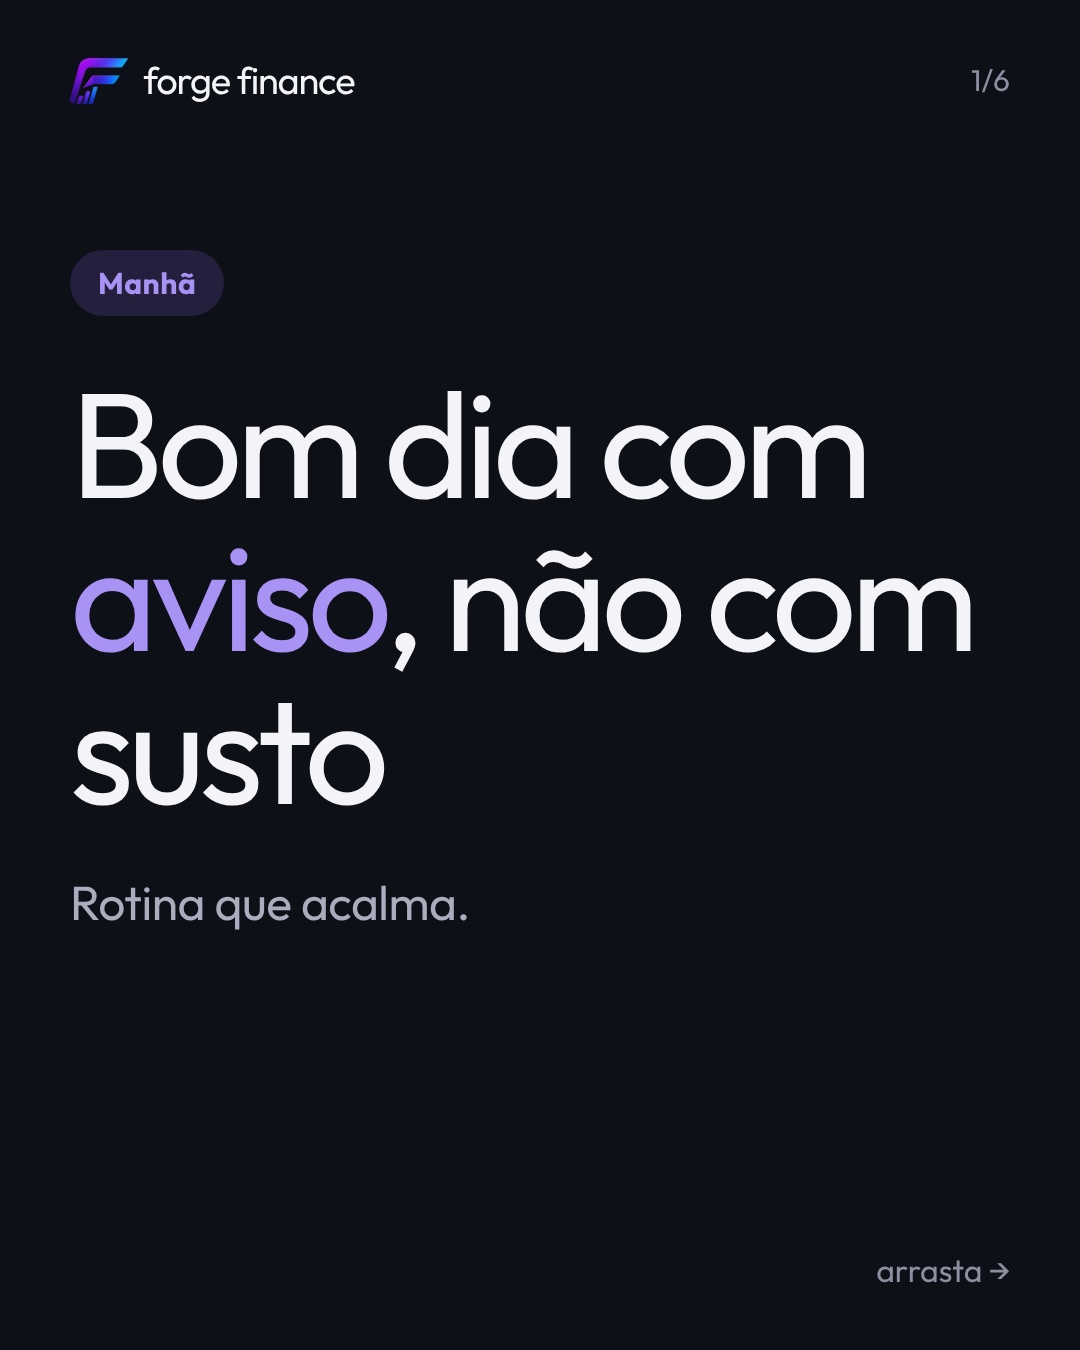 forge finance
1/6
Manhã
Bom dia com
aviso, não com
susto
Rotina que acalma.
arrasta →